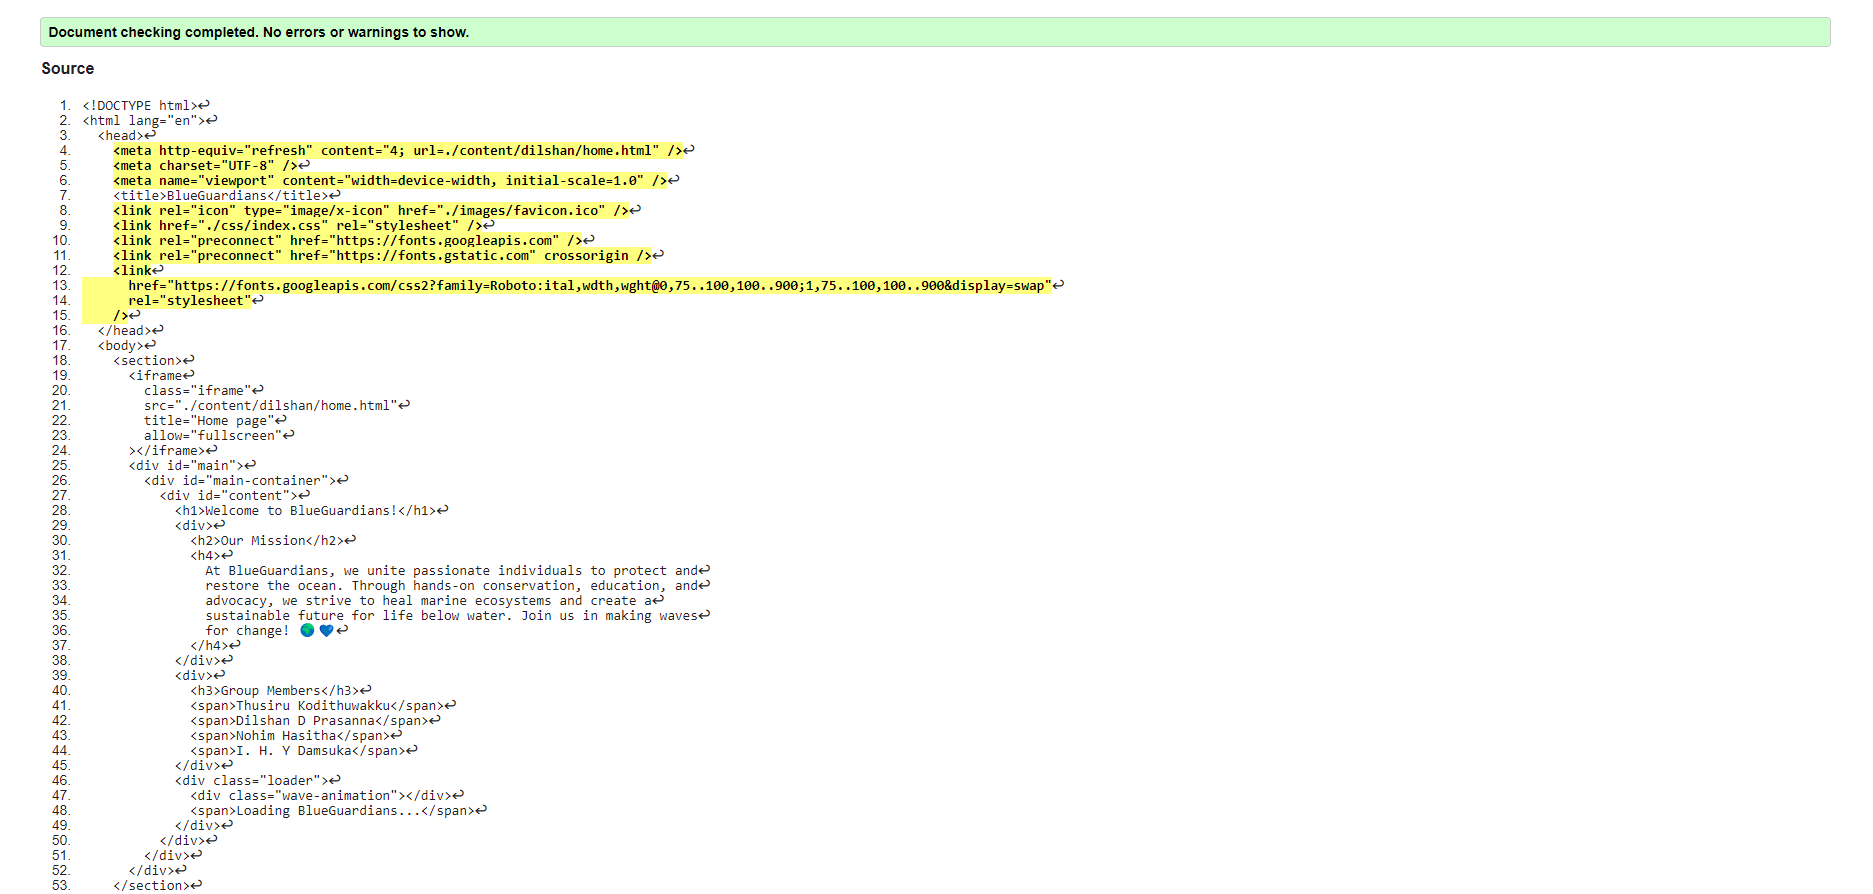 Document checking completed. No errors or warnings to show.
Source
1. <!DOCTYPE html>↩
2. <html lang="en">↩
3.   <head>↩
4.     <meta http-equiv="refresh" content="4; url=./content/dilshan/home.html" />↩
5.     <meta charset="UTF-8" />↩
6.     <meta name="viewport" content="width=device-width, initial-scale=1.0" />↩
7.     <title>BlueGuardians</title>↩
8.     <link rel="icon" type="image/x-icon" href="./images/favicon.ico" />↩
9.     <link href="./css/index.css" rel="stylesheet" />↩
10.     <link rel="preconnect" href="https://fonts.googleapis.com" />↩
11.     <link rel="preconnect" href="https://fonts.gstatic.com" crossorigin />↩
12.     <link↩
13.       href="https://fonts.googleapis.com/css2?family=Roboto:ital,wdth,wght@0,75..100,100..900;1,75..100,100..900&display=swap"↩
14.       rel="stylesheet"↩
15.     />↩
16.   </head>↩
17.   <body>↩
18.     <section>↩
19.       <iframe↩
20.         class="iframe"↩
21.         src="./content/dilshan/home.html"↩
22.         title="Home page"↩
23.         allow="fullscreen"↩
24.       ></iframe>↩
25.       <div id="main">↩
26.         <div id="main-container">↩
27.           <div id="content">↩
28.             <h1>Welcome to BlueGuardians!</h1>↩
29.             <div>↩
30.               <h2>Our Mission</h2>↩
31.               <h4>↩
32.                 At BlueGuardians, we unite passionate individuals to protect and↩
33.                 restore the ocean. Through hands-on conservation, education, and↩
34.                 advocacy, we strive to heal marine ecosystems and create a↩
35.                 sustainable future for life below water. Join us in making waves↩
36.                 for change! 🌍💙↩
37.               </h4>↩
38.             </div>↩
39.             <div>↩
40.               <h3>Group Members</h3>↩
41.               <span>Thusiru Kodithuwakku</span>↩
42.               <span>Dilshan D Prasanna</span>↩
43.               <span>Nohim Hasitha</span>↩
44.               <span>I. H. Y Damsuka</span>↩
45.             </div>↩
46.             <div class="loader">↩
47.               <div class="wave-animation"></div>↩
48.               <span>Loading BlueGuardians...</span>↩
49.             </div>↩
50.           </div>↩
51.         </div>↩
52.       </div>↩
53.     </section>↩